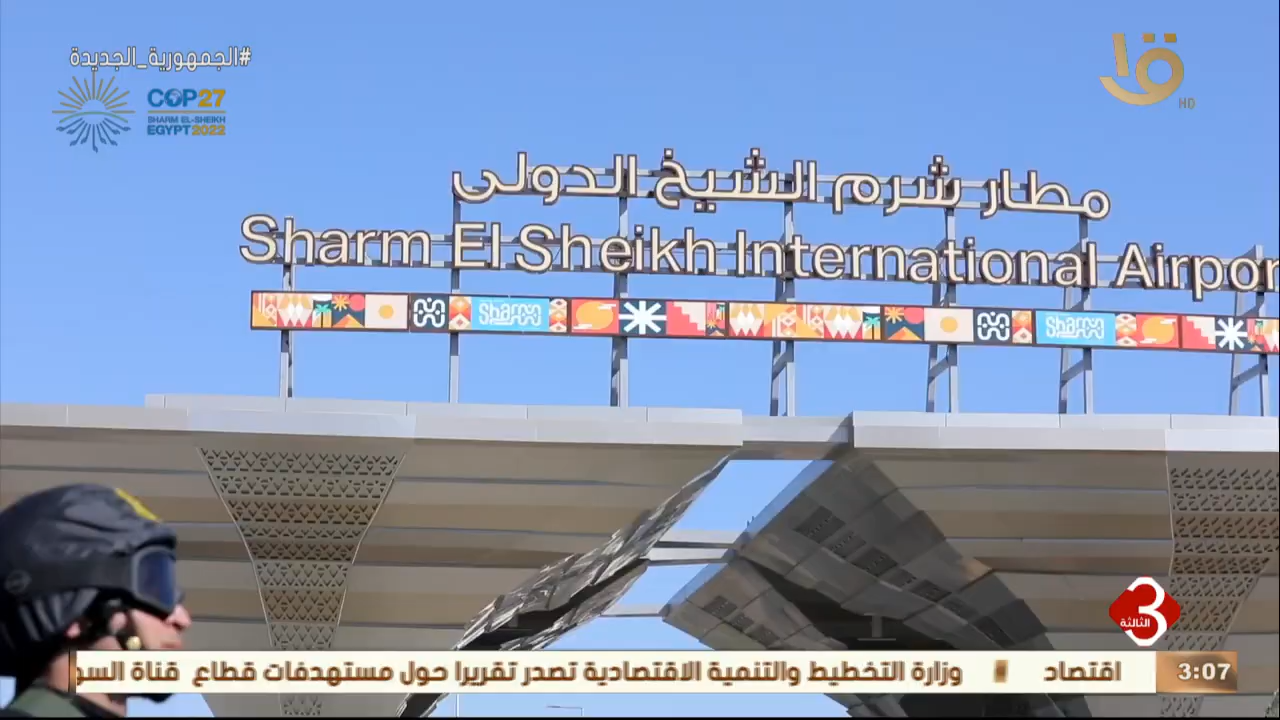 #الجمهورية_الجديدة
COP27
SHARM EL-SHEIKH
EGYPT 2022
HD
مطار شرم الشيخ الدولى
Sharm El Sheikh International Airpor
sharm
sharm
3
الثالثة
3:07
اقتصاد وزارة التخطيط والتنمية الاقتصادية تصدر تقريرا حول مستهدفات قطاع قناة